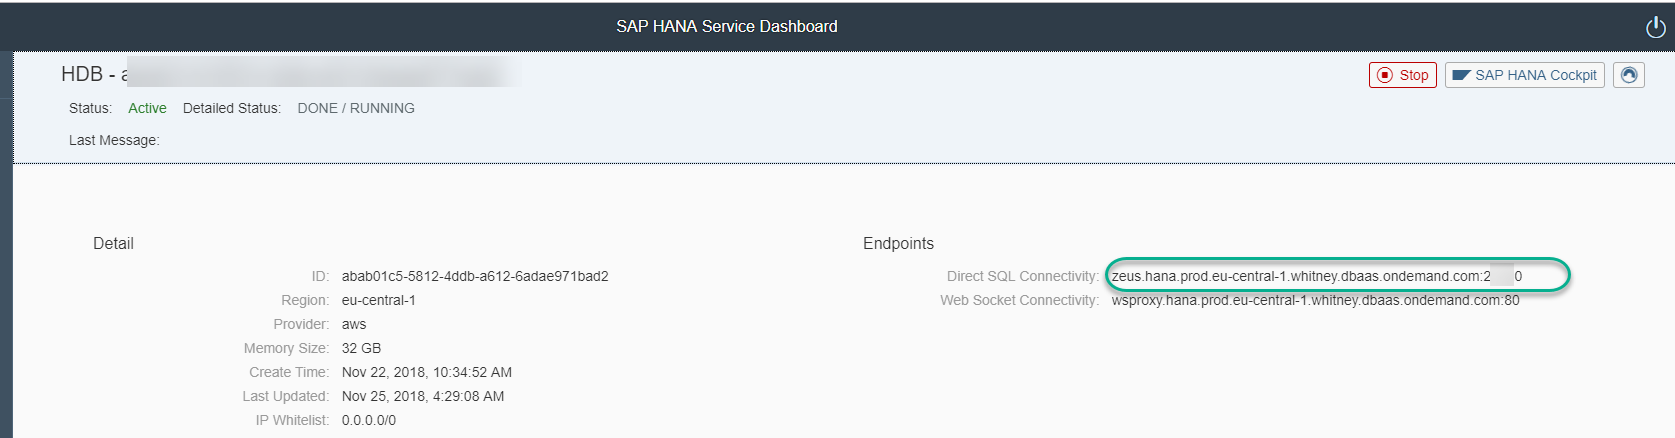 SAP HANA Service Dashboard
HDB -
Stop
SAP HANA Cockpit
Status: Active Detailed Status: DONE / RUNNING
Last Message:
Detail
ID: abab01c5-5812-4ddb-a612-6adae971bad2
Region: eu-central-1
Provider: aws
Memory Size: 32 GB
Create Time: Nov 22, 2018, 10:34:52 AM
Last Updated: Nov 25, 2018, 4:29:08 AM
IP Whitelist: 0.0.0.0/0
Endpoints
Direct SQL Connectivity: zeus.hana.prod.eu-central-1.whitney.dbaas.ondemand.com:2 0
Web Socket Connectivity: wsproxy.hana.prod.eu-central-1.whitney.dbaas.ondemand.com:80